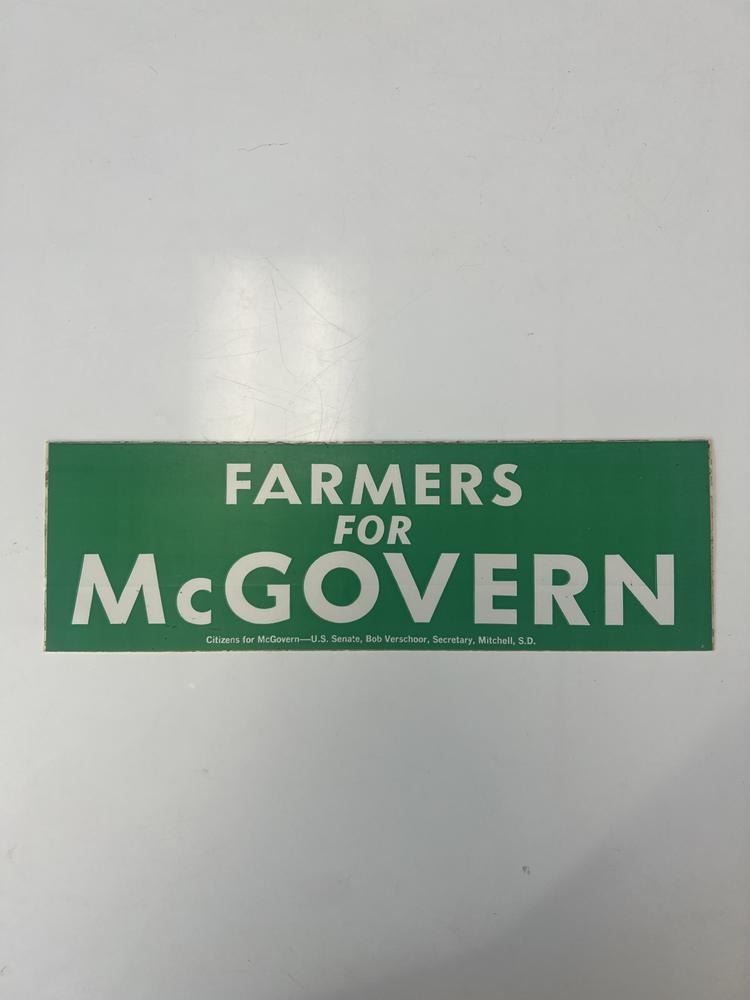 FARMERS
FOR
McGOVERN
Citizens for McGovern—U.S. Senate, Bob Verschoor, Secretary, Mitchell, S.D.